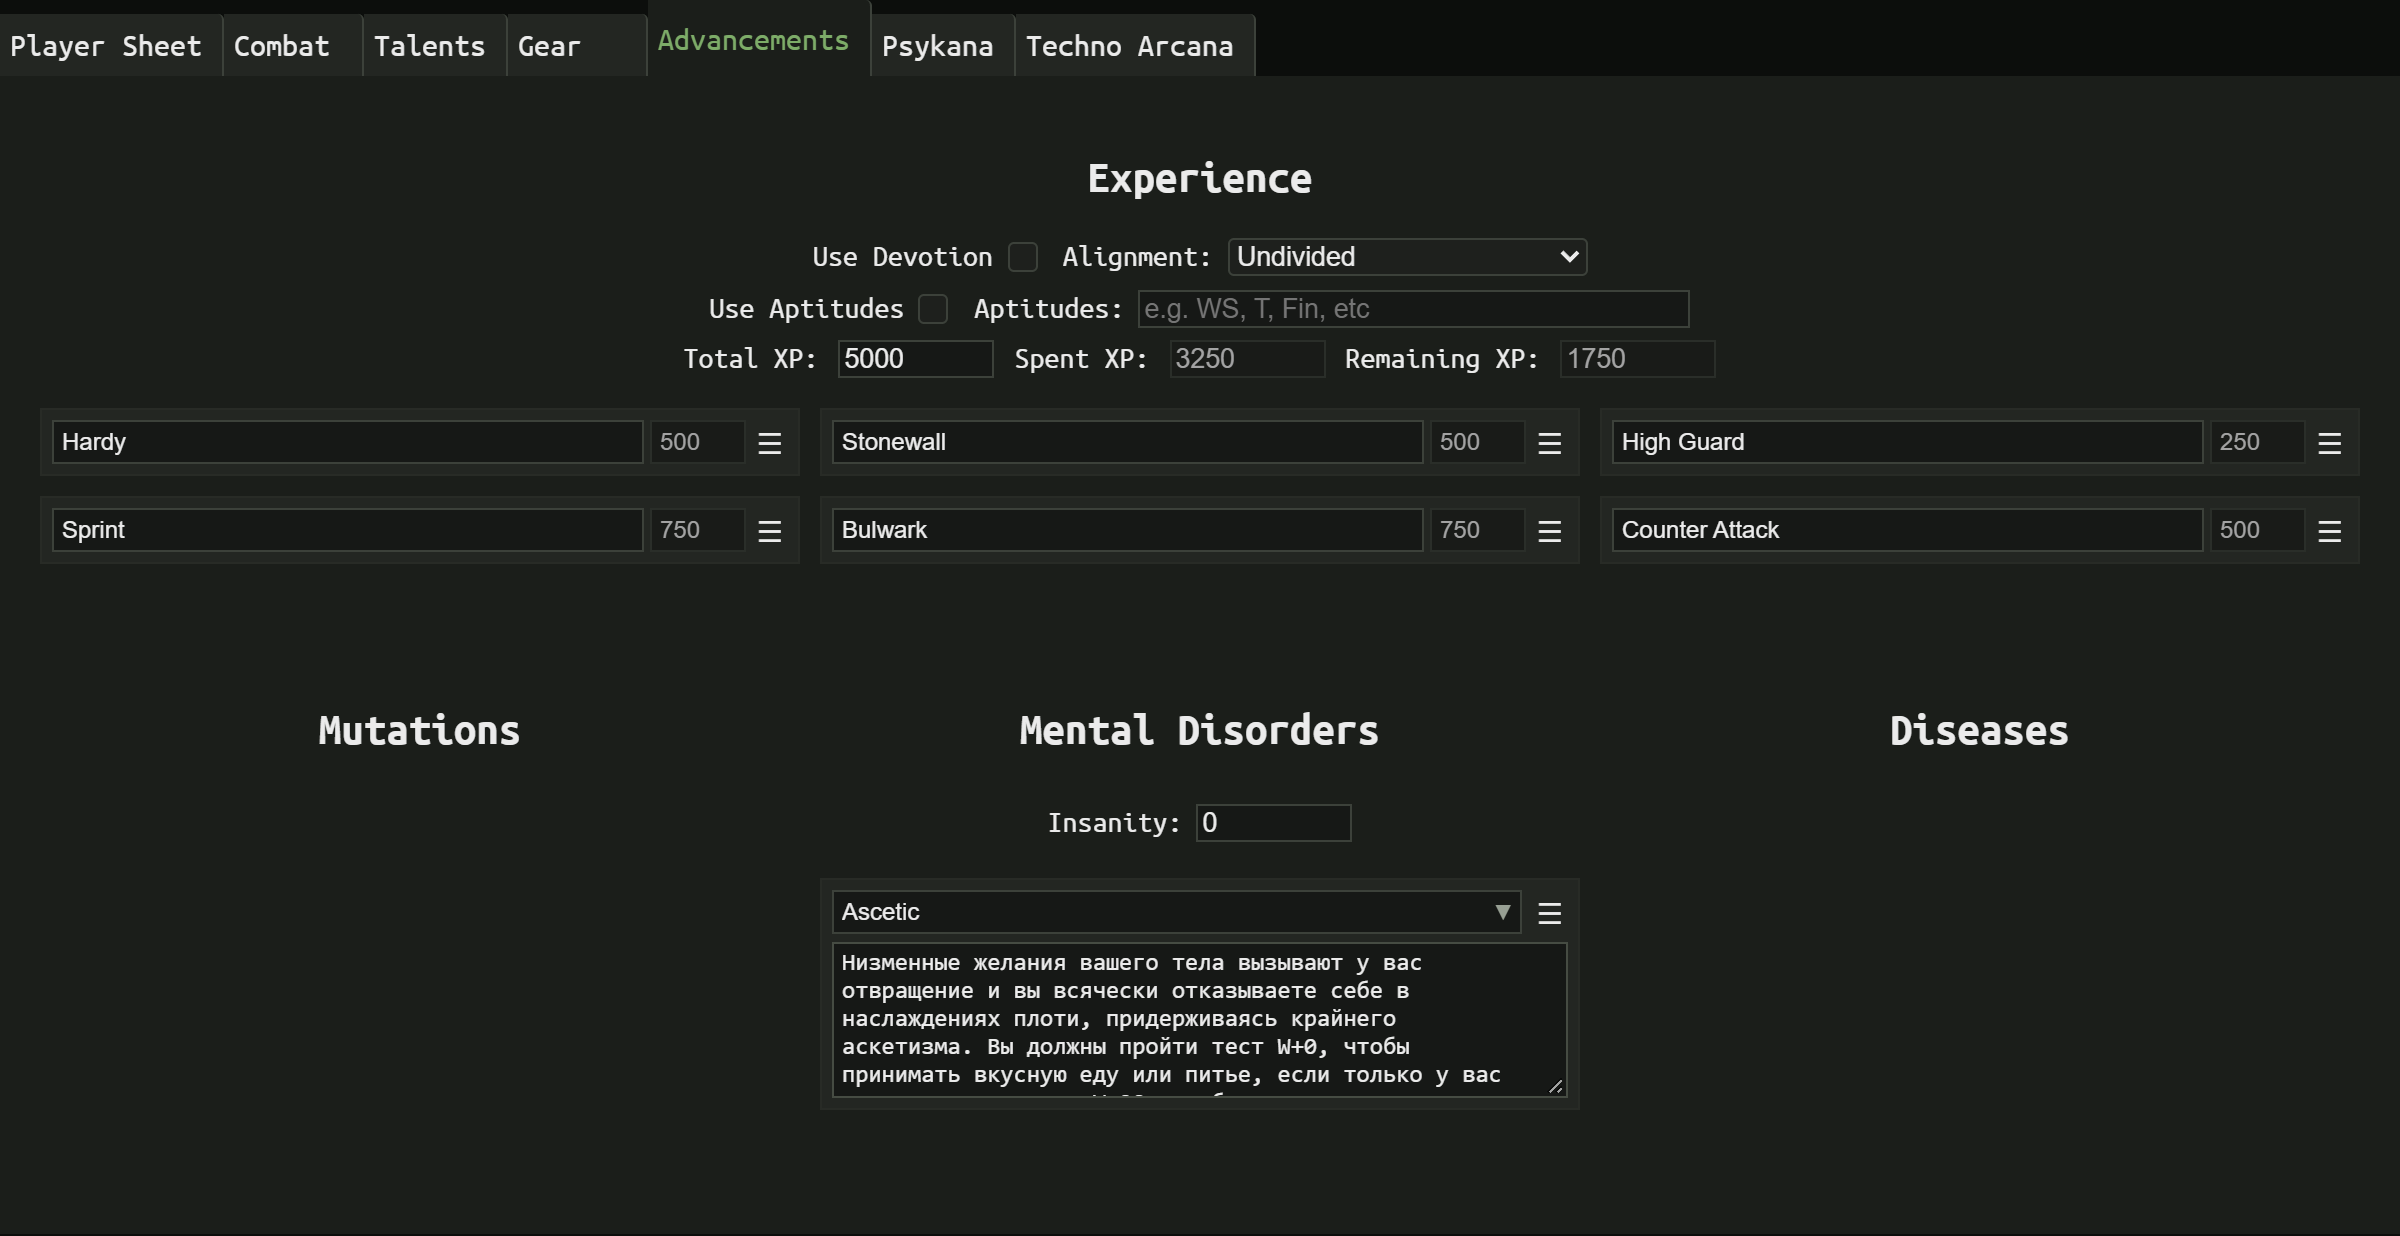 Player Sheet Combat Talents Gear Advancements Psykana Techno Arcana
Experience
Use Devotion Alignment: Undivided
Use Aptitudes Aptitudes: e.g. WS, T, Fin, etc
Total XP: 5000 Spent XP: 3250 Remaining XP: 1750
Hardy 500 Stonewall 500 High Guard 250
Sprint 750 Bulwark 750 Counter Attack 500
Mutations Mental Disorders Diseases
Insanity: 0
Ascetic
Низменные желания вашего тела вызывают у вас
отвращение и вы всячески отказываете себе в
наслаждениях плоти, придерживаясь крайнего
аскетизма. Вы должны пройти тест W+0, чтобы
принимать вкусную еду или питье, если только у вас